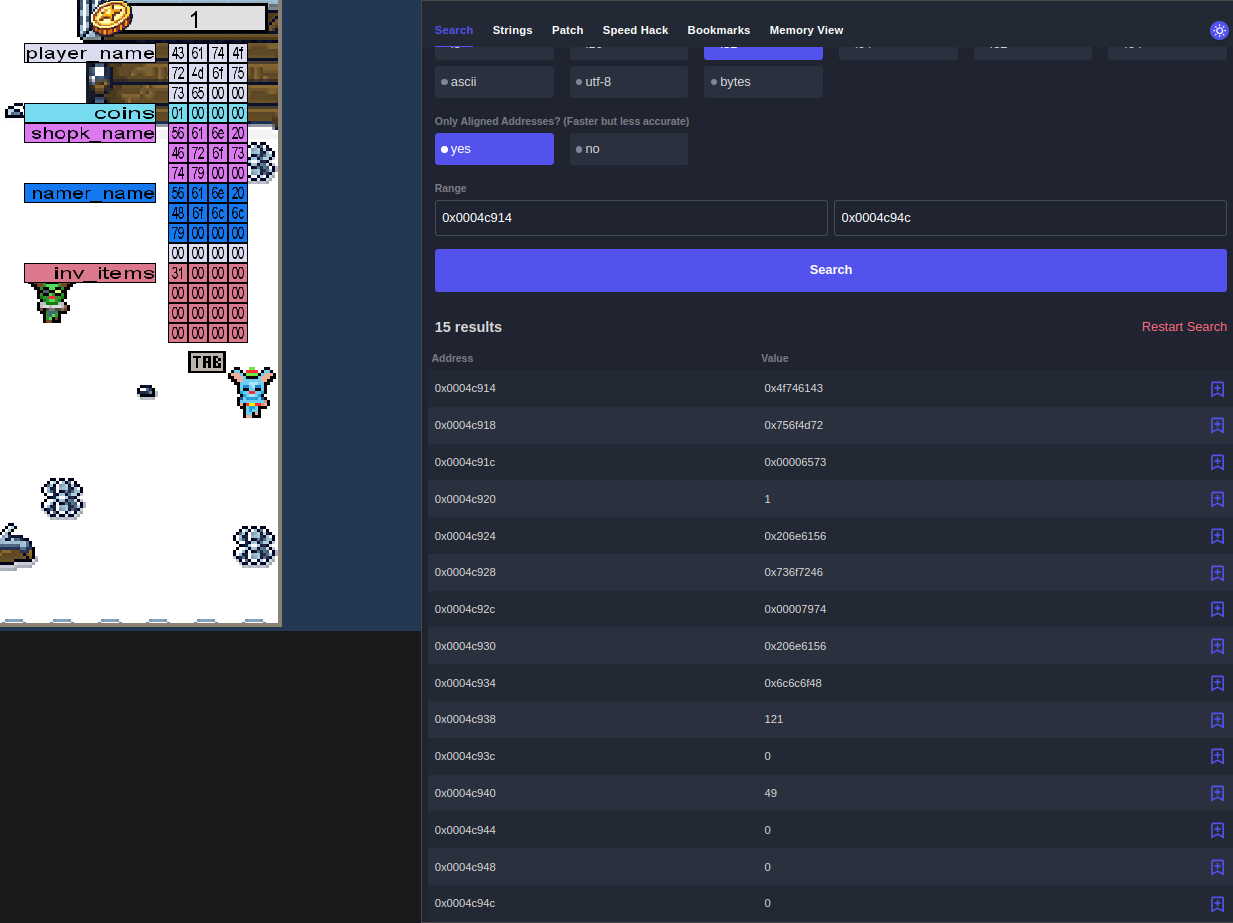 1
player_name 43 61 74 4f
72 4d 6f 75
73 65 00 00
coins 01 00 00 00
shopk_name 56 61 6e 20
46 72 6f 73
74 79 00 00
namer_name 56 61 6e 20
48 6f 6c 6c
79 00 00 00
00 00 00 00
inv_items 31 00 00 00
00 00 00 00
00 00 00 00
00 00 00 00
TAB
Search Strings Patch Speed Hack Bookmarks Memory View
ascii utf-8 bytes
Only Aligned Addresses? (Faster but less accurate)
yes no
Range
0x0004c914 0x0004c94c
Search
15 results Restart Search
Address Value
0x0004c914 0x4f746143
0x0004c918 0x756f4d72
0x0004c91c 0x00006573
0x0004c920 1
0x0004c924 0x206e6156
0x0004c928 0x736f7246
0x0004c92c 0x00007974
0x0004c930 0x206e6156
0x0004c934 0x6c6c6f48
0x0004c938 121
0x0004c93c 0
0x0004c940 49
0x0004c944 0
0x0004c948 0
0x0004c94c 0